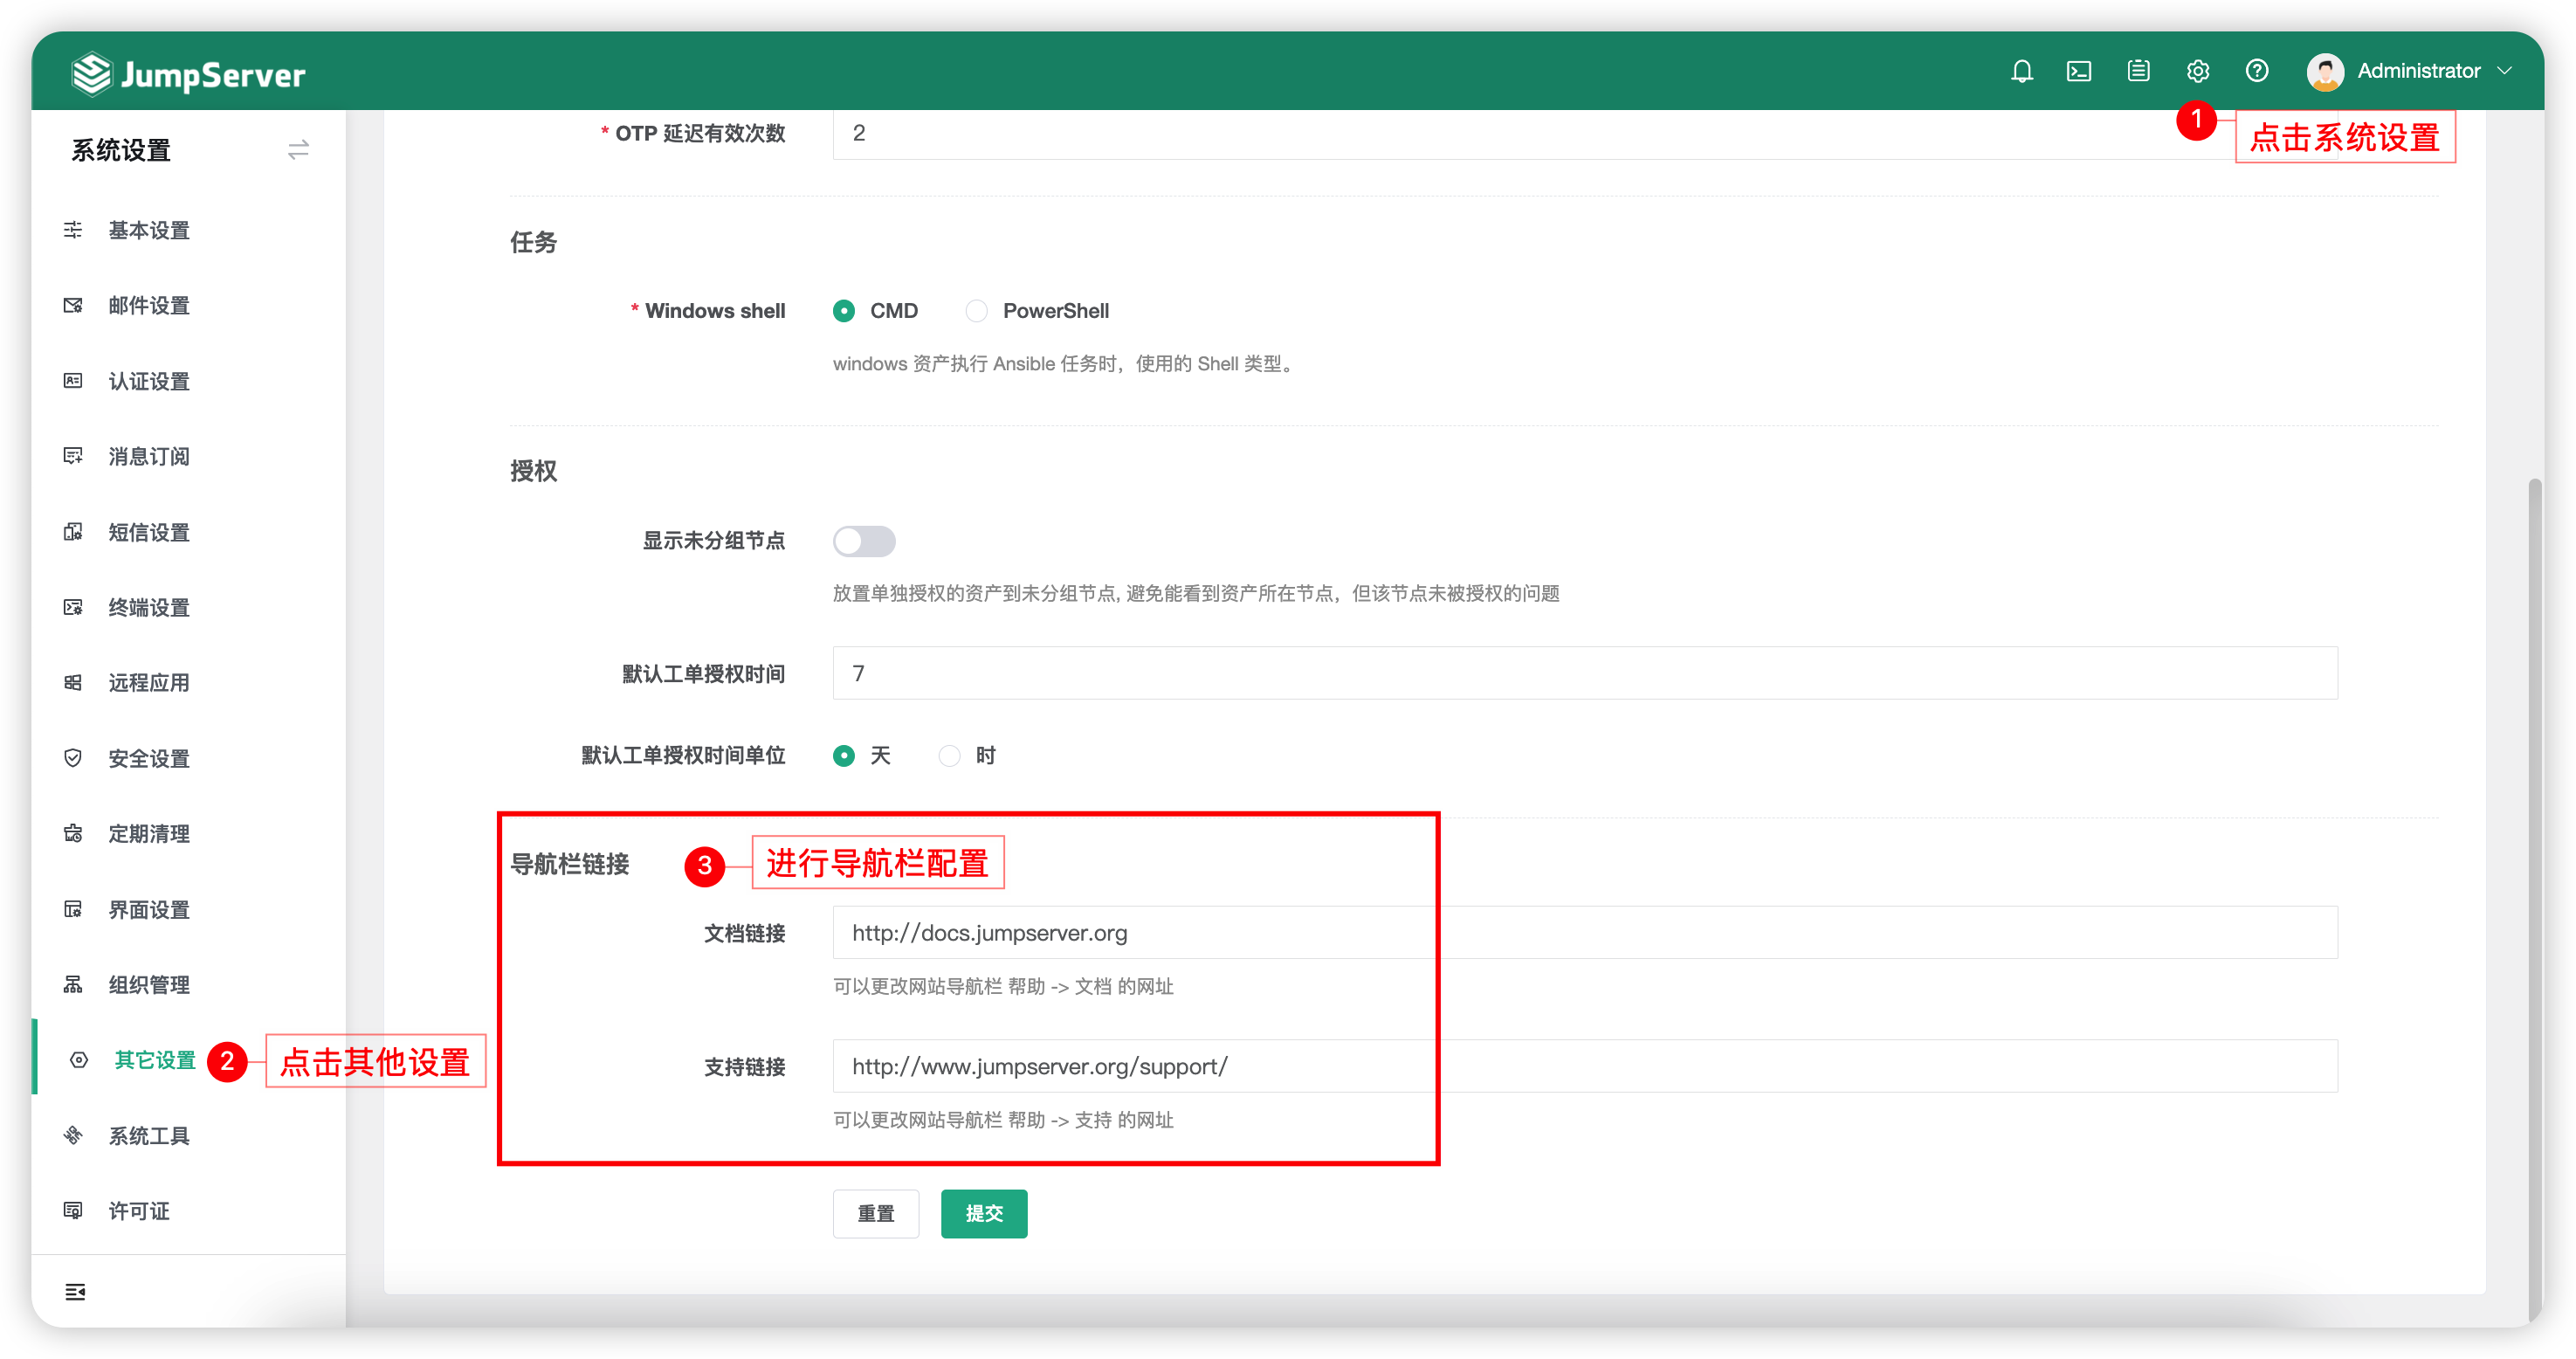 JumpServer
Administrator
1
点击系统设置
系统设置
基本设置
邮件设置
认证设置
消息订阅
短信设置
终端设置
远程应用
安全设置
定期清理
界面设置
组织管理
其它设置
2
点击其他设置
系统工具
许可证
* OTP 延迟有效次数
2
任务
* Windows shell
CMD
PowerShell
windows 资产执行 Ansible 任务时，使用的 Shell 类型。
授权
显示未分组节点
放置单独授权的资产到未分组节点, 避免能看到资产所在节点，但该节点未被授权的问题
默认工单授权时间
7
默认工单授权时间单位
天
时
导航栏链接
3
进行导航栏配置
文档链接
http://docs.jumpserver.org
可以更改网站导航栏 帮助 -> 文档 的网址
支持链接
http://www.jumpserver.org/support/
可以更改网站导航栏 帮助 -> 支持 的网址
重置
提交